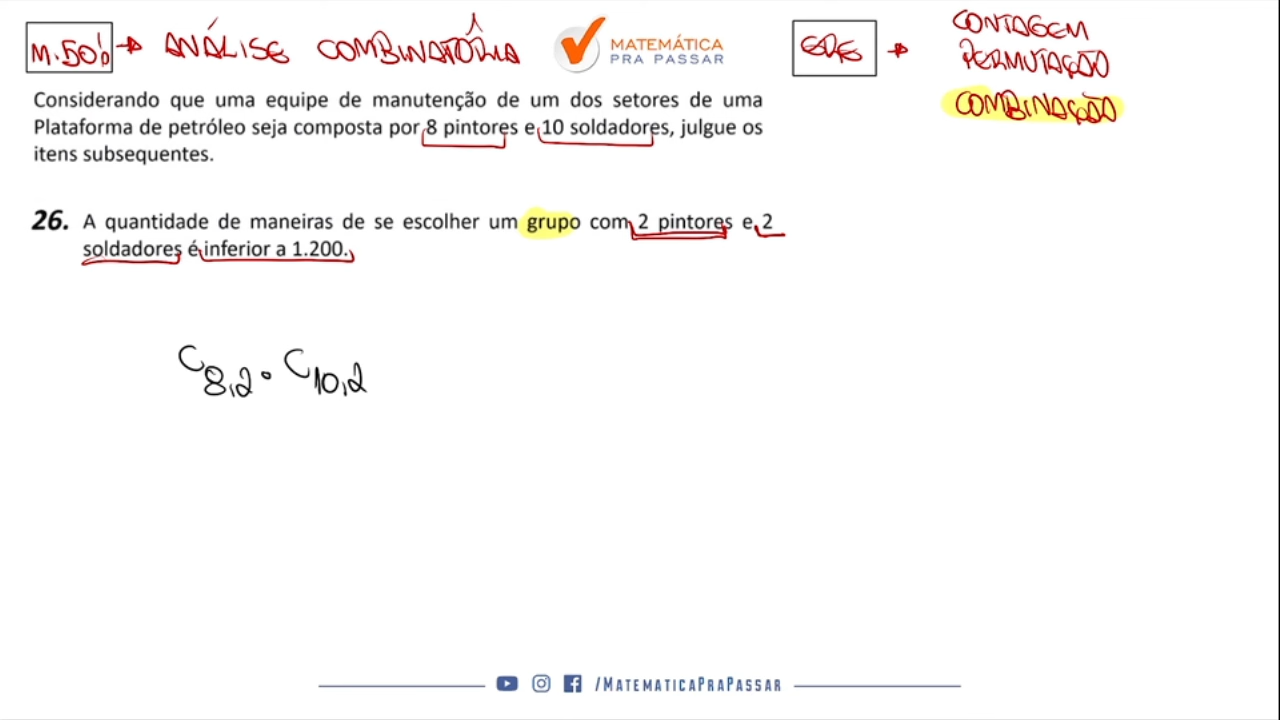 M.50% → ANÁLISE COMBINATÓRIA
MATEMÁTICA
PRA PASSAR
CONTAGEM
PERMUTAÇÃO
COMBINAÇÃO
Considerando que uma equipe de manutenção de um dos setores de uma
Plataforma de petróleo seja composta por 8 pintores e 10 soldadores, julgue os
itens subsequentes.
26. A quantidade de maneiras de se escolher um grupo com 2 pintores e 2
soldadores é inferior a 1.200.
C8,2 • C10,2
/MATEMATICAPRAPASSAR